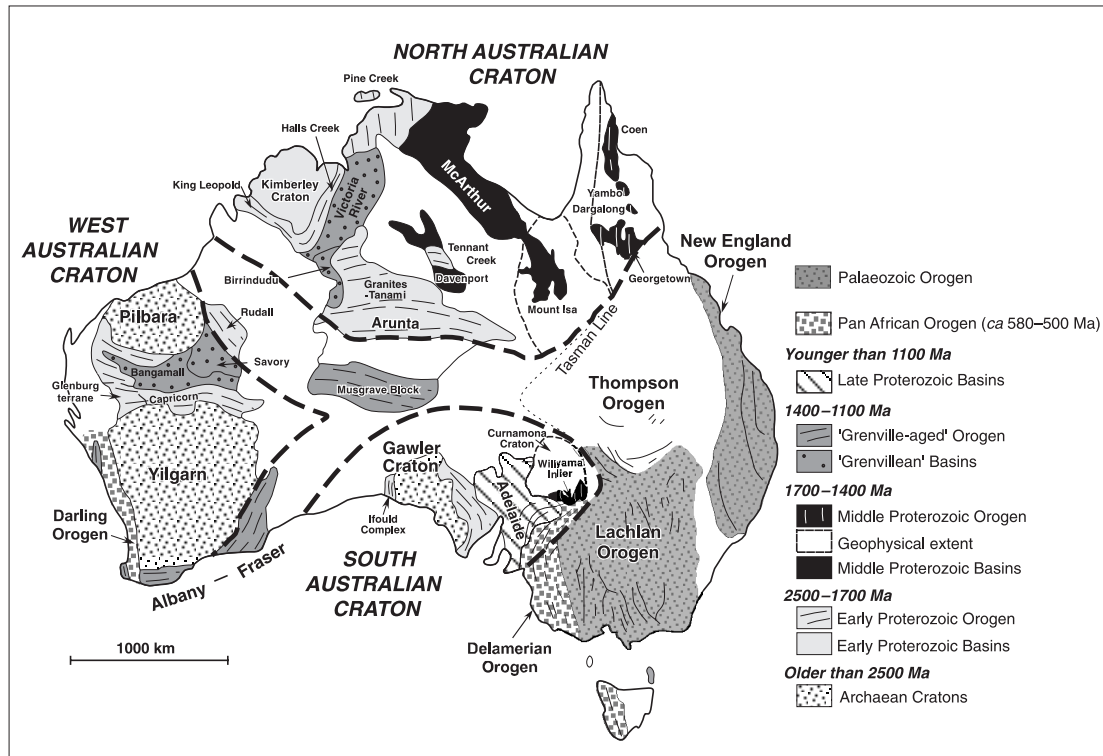 NORTH AUSTRALIAN
CRATON
Pine Creek
Halls Creek
Coen
King Leopold
Kimberley
Craton
Victoria
River
McArthur
Yambo
Dargalong
WEST
AUSTRALIAN
CRATON
Tennant
Creek
New England
Orogen
Birrindudu
Davenport
Georgetown
Granites
-Tanami
Mount Isa
Pilbara
Rudall
Arunta
Tasman Line
Savory
Bangamall
Musgrave Block
Thompson
Orogen
Glenburg
terrane
Capricorn
Curnamona
Craton
Gawler
Craton
Willyama
Inlier
Yilgarn
Adelaide
Darling
Orogen
Ifould
Complex
Lachlan
Orogen
Albany – Fraser
SOUTH
AUSTRALIAN
CRATON
Delamerian
Orogen
1000 km
Palaeozoic Orogen
Pan African Orogen (ca 580–500 Ma)
Younger than 1100 Ma
Late Proterozoic Basins
1400–1100 Ma
'Grenville-aged' Orogen
'Grenvillean' Basins
1700–1400 Ma
Middle Proterozoic Orogen
Geophysical extent
Middle Proterozoic Basins
2500–1700 Ma
Early Proterozoic Orogen
Early Proterozoic Basins
Older than 2500 Ma
Archaean Cratons